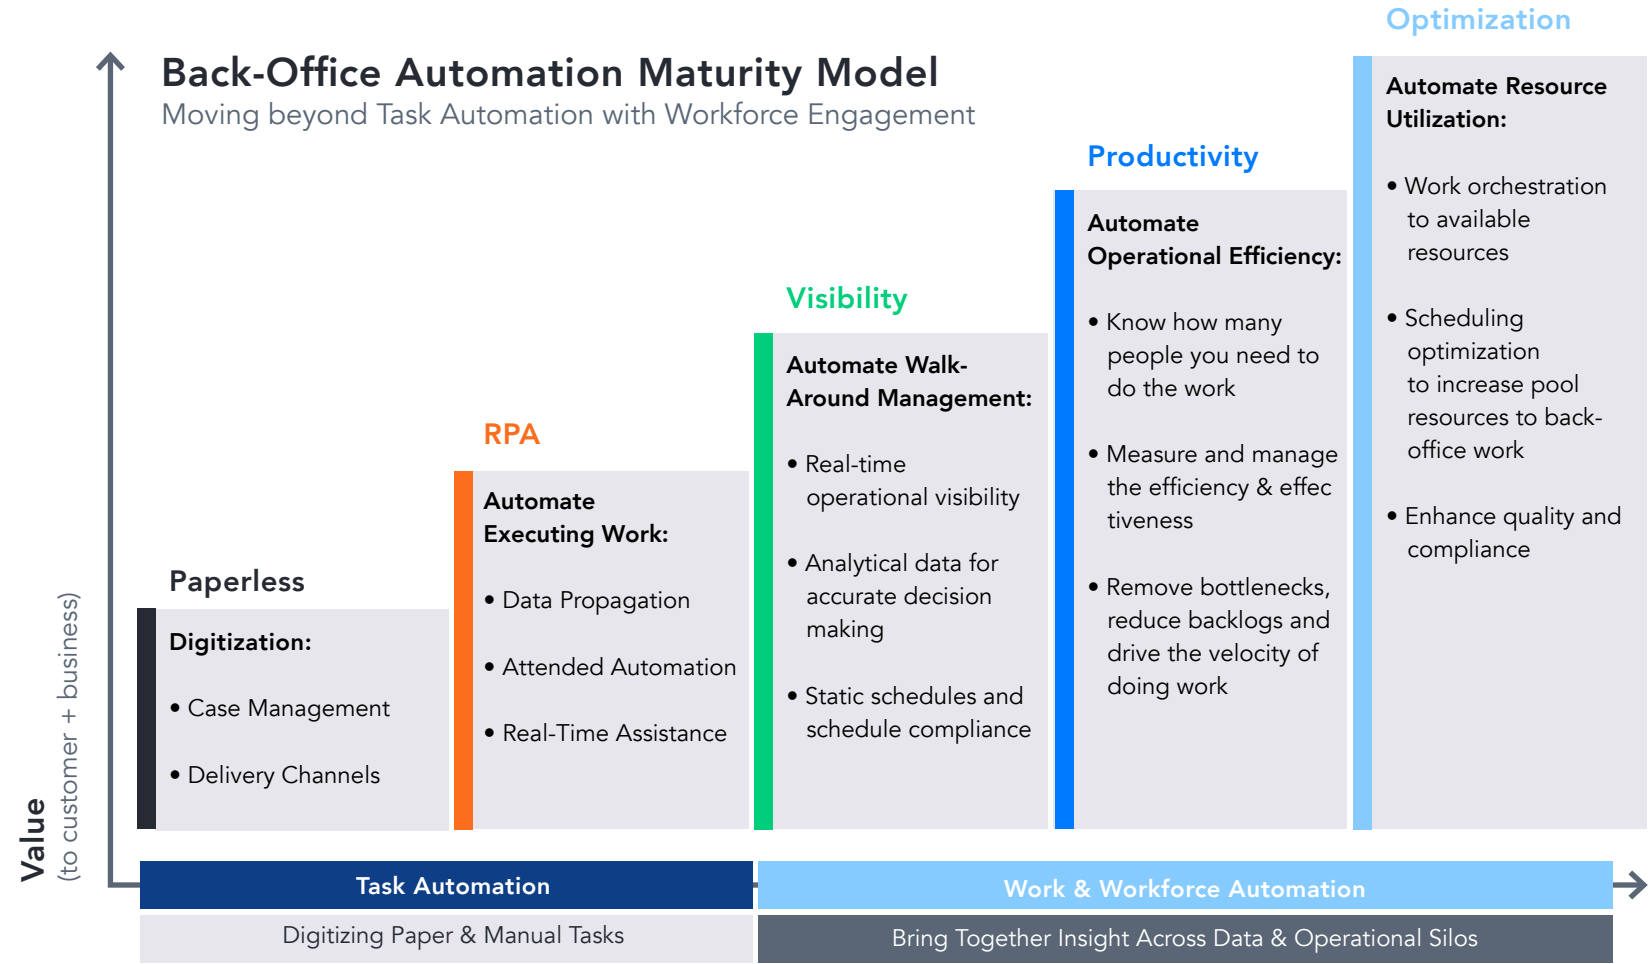 Back-Office Automation Maturity Model
Moving beyond Task Automation with Workforce Engagement
Value
(to customer + business)
Paperless
Digitization:
• Case Management
• Delivery Channels
RPA
Automate
Executing Work:
• Data Propagation
• Attended Automation
• Real-Time Assistance
Visibility
Automate Walk-
Around Management:
• Real-time
operational visibility
• Analytical data for
accurate decision
making
• Static schedules and
schedule compliance
Productivity
Automate
Operational Efficiency:
• Know how many
people you need to
do the work
• Measure and manage
the efficiency & effec
tiveness
• Remove bottlenecks,
reduce backlogs and
drive the velocity of
doing work
Optimization
Automate Resource
Utilization:
• Work orchestration
to available
resources
• Scheduling
optimization
to increase pool
resources to back-
office work
• Enhance quality and
compliance
Task Automation
Work & Workforce Automation
Digitizing Paper & Manual Tasks
Bring Together Insight Across Data & Operational Silos